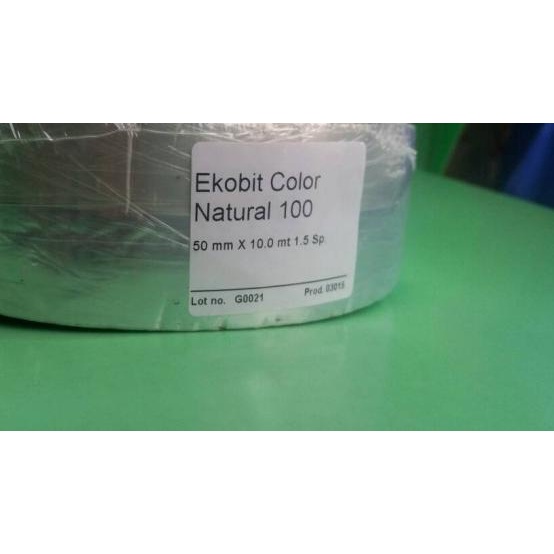 Ekobit Color
Natural 100
50 mm X 10.0 mt 1.5 Sp.
Lot no. G0021 Prod. 03015